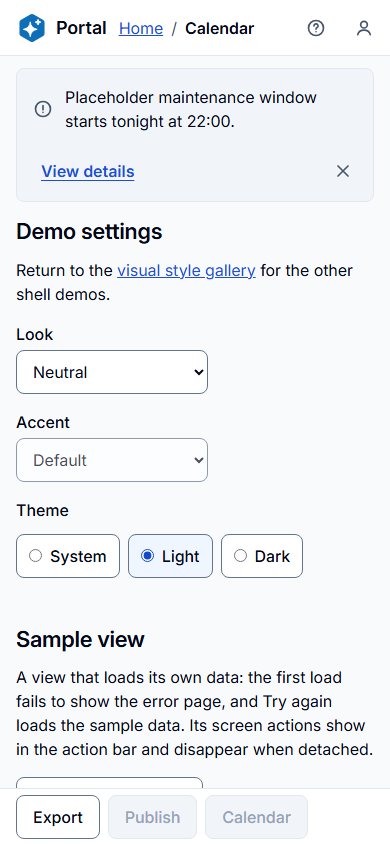 Portal Home / Calendar
Placeholder maintenance window
starts tonight at 22:00.
View details
Demo settings
Return to the visual style gallery for the other
shell demos.
Look
Neutral
Accent
Default
Theme
System Light Dark
Sample view
A view that loads its own data: the first load
fails to show the error page, and Try again
loads the sample data. Its screen actions show
in the action bar and disappear when detached.
Export Publish Calendar